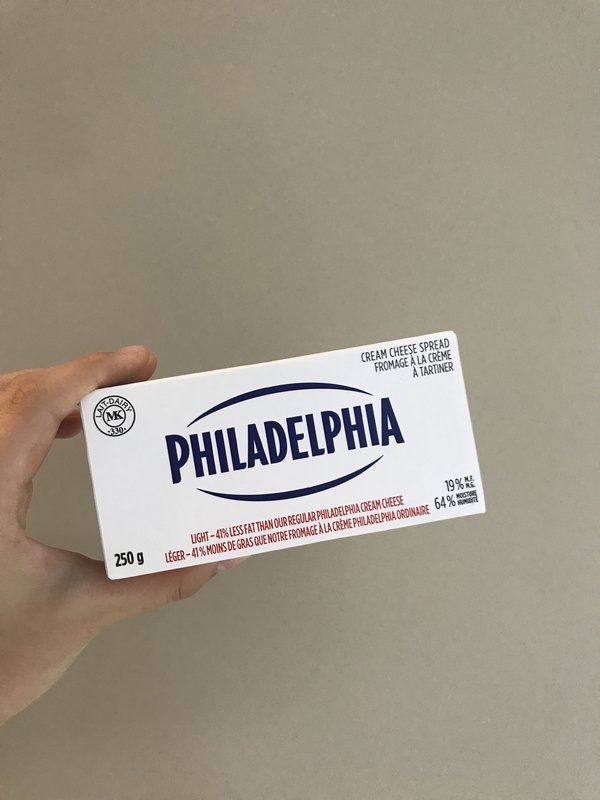 CREAM CHEESE SPREAD
FROMAGE À LA CRÈME
À TARTINER
LAIT-DAIRY
MK
·330·
PHILADELPHIA
19% M.F.
M.G.
64% MOISTURE
HUMIDITÉ
LIGHT – 41% LESS FAT THAN OUR REGULAR PHILADELPHIA CREAM CHEESE
LÉGER – 41% MOINS DE GRAS QUE NOTRE FROMAGE À LA CRÈME PHILADELPHIA ORDINAIRE
250 g